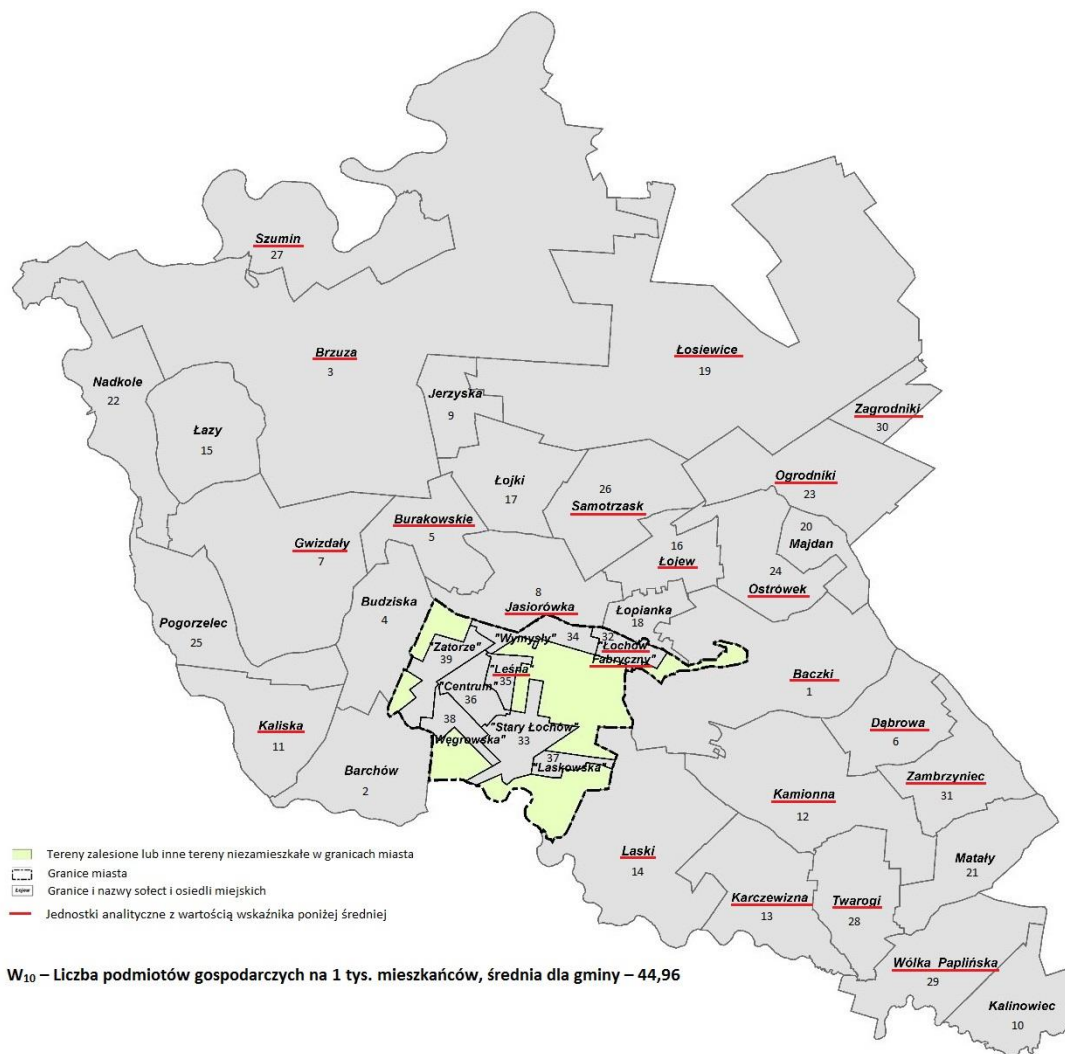 Szumin
27
Brzuza
3
Łosiewice
19
Nadkole
22
Jerzyska
9
Zagrodniki
30
Łazy
15
Łojki
17
26
Samotrzask
Ogrodniki
23
Burakowskie
5
20
Majdan
Gwizdały
7
16
Łojew
24
Ostrówek
8
Jasiorówka
Budziska
4
Łopianka
18
Pogorzelec
25
"Wymysły"
34
32
"Łochów
Fabryczny"
"Zatorze"
39
"Leśna"
35
Baczki
1
"Centrum"
36
Kaliska
11
38
"Węgrowska"
"Stary Łochów"
33
Dąbrowa
6
37
"Laskowska"
Barchów
2
Zambrzyniec
31
Kamionna
12
Laski
14
Matały
21
Karczewizna
13
Twarogi
28
Wólka Paplińska
29
Kalinowiec
10
Tereny zalesione lub inne tereny niezamieszkałe w granicach miasta
Granice miasta
Łojew Granice i nazwy sołect i osiedli miejskich
Jednostki analityczne z wartością wskaźnika poniżej średniej
W₁₀ – Liczba podmiotów gospodarczych na 1 tys. mieszkańców, średnia dla gminy – 44,96